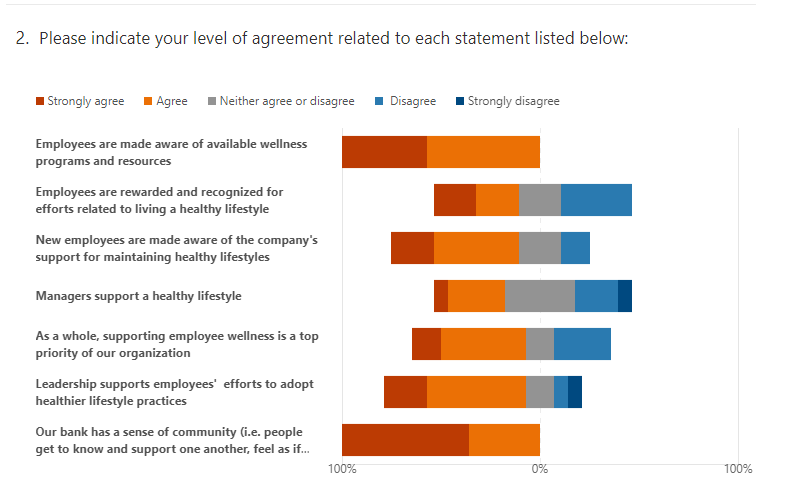 2. Please indicate your level of agreement related to each statement listed below:
Strongly agree Agree Neither agree or disagree Disagree Strongly disagree
Employees are made aware of available wellness
programs and resources
Employees are rewarded and recognized for
efforts related to living a healthy lifestyle
New employees are made aware of the company's
support for maintaining healthy lifestyles
Managers support a healthy lifestyle
As a whole, supporting employee wellness is a top
priority of our organization
Leadership supports employees' efforts to adopt
healthier lifestyle practices
Our bank has a sense of community (i.e. people
get to know and support one another, feel as if...
100% 0% 100%